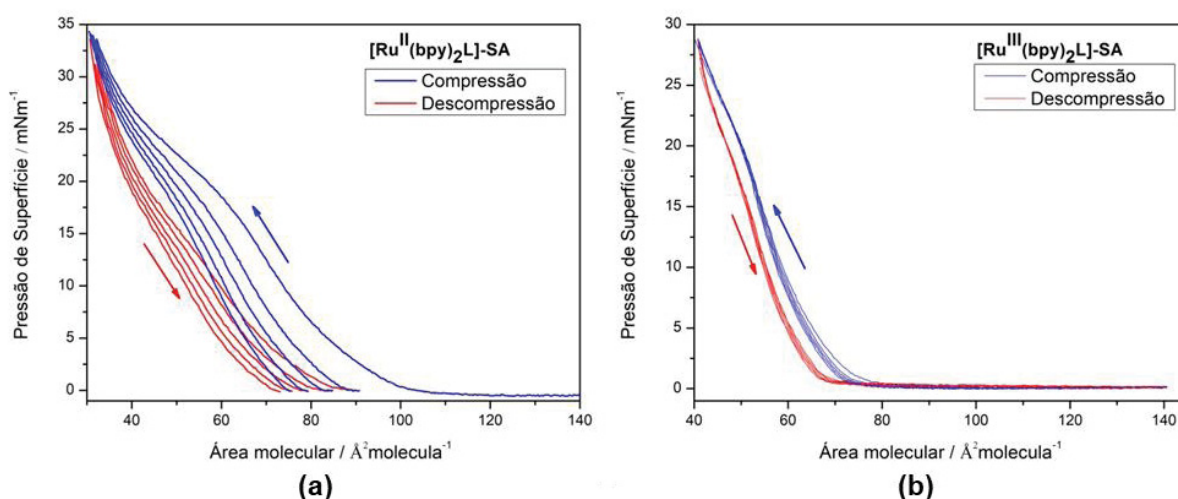 [Ru^II(bpy)₂L]-SA
Compressão
Descompressão
Pressão de Superfície / mNm⁻¹
35
30
25
20
15
10
5
0
40
60
80
100
120
140
Área molecular / Å²molecula⁻¹
(a)
[Ru^III(bpy)₂L]-SA
Compressão
Descompressão
Pressão de Superfície / mNm⁻¹
30
25
20
15
10
5
0
40
60
80
100
120
140
Área molecular / Å²molecula⁻¹
(b)